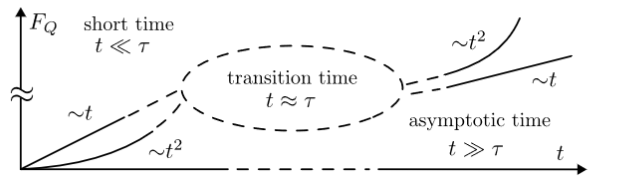 F_Q
short time
t ≪ τ
~t
~t²
transition time
t ≈ τ
~t²
~t
asymptotic time
t ≫ τ
t